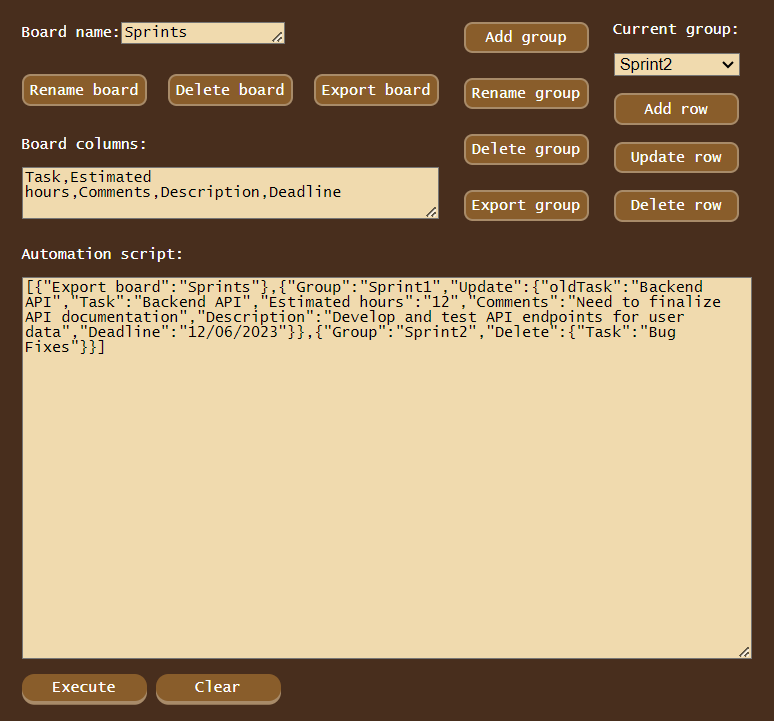 Board name:
Sprints
Rename board
Delete board
Export board
Board columns:
Task,Estimated
hours,Comments,Description,Deadline
Add group
Rename group
Delete group
Export group
Current group:
Sprint2
Add row
Update row
Delete row
Automation script:
[{"Export board":"Sprints"},{"Group":"Sprint1","Update":{"oldTask":"Backend
API","Task":"Backend API","Estimated hours":"12","Comments":"Need to finalize
API documentation","Description":"Develop and test API endpoints for user
data","Deadline":"12/06/2023"}},{"Group":"Sprint2","Delete":{"Task":"Bug
Fixes"}}]
Execute
Clear